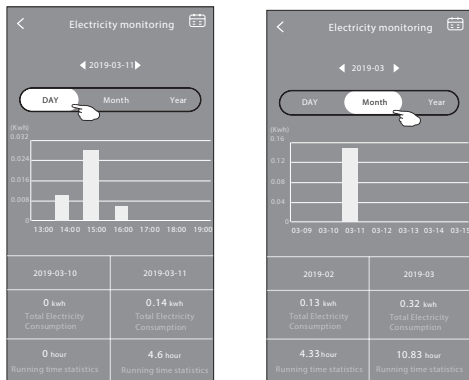 Electricity monitoring
2019-03-11
DAY Month Year
(Kwh)
0.032
0.024
0.016
0.008
0
13:00 14:00 15:00 16:00 17:00 18:00 19:00
2019-03-10 2019-03-11
0 kwh 0.14 kwh
Total Electricity Total Electricity
Consumption Consumption
0 hour 4.6 hour
Running time statistics Running time statistics
Electricity monitoring
2019-03
DAY Month Year
(Kwh)
0.16
0.12
0.08
0.04
0
03-09 03-10 03-11 03-12 03-13 03-14 03-15
2019-02 2019-03
0.13 kwh 0.32 kwh
Total Electricity Total Electricity
Consumption Consumption
4.33 hour 10.83 hour
Running time statistics Running time statistics